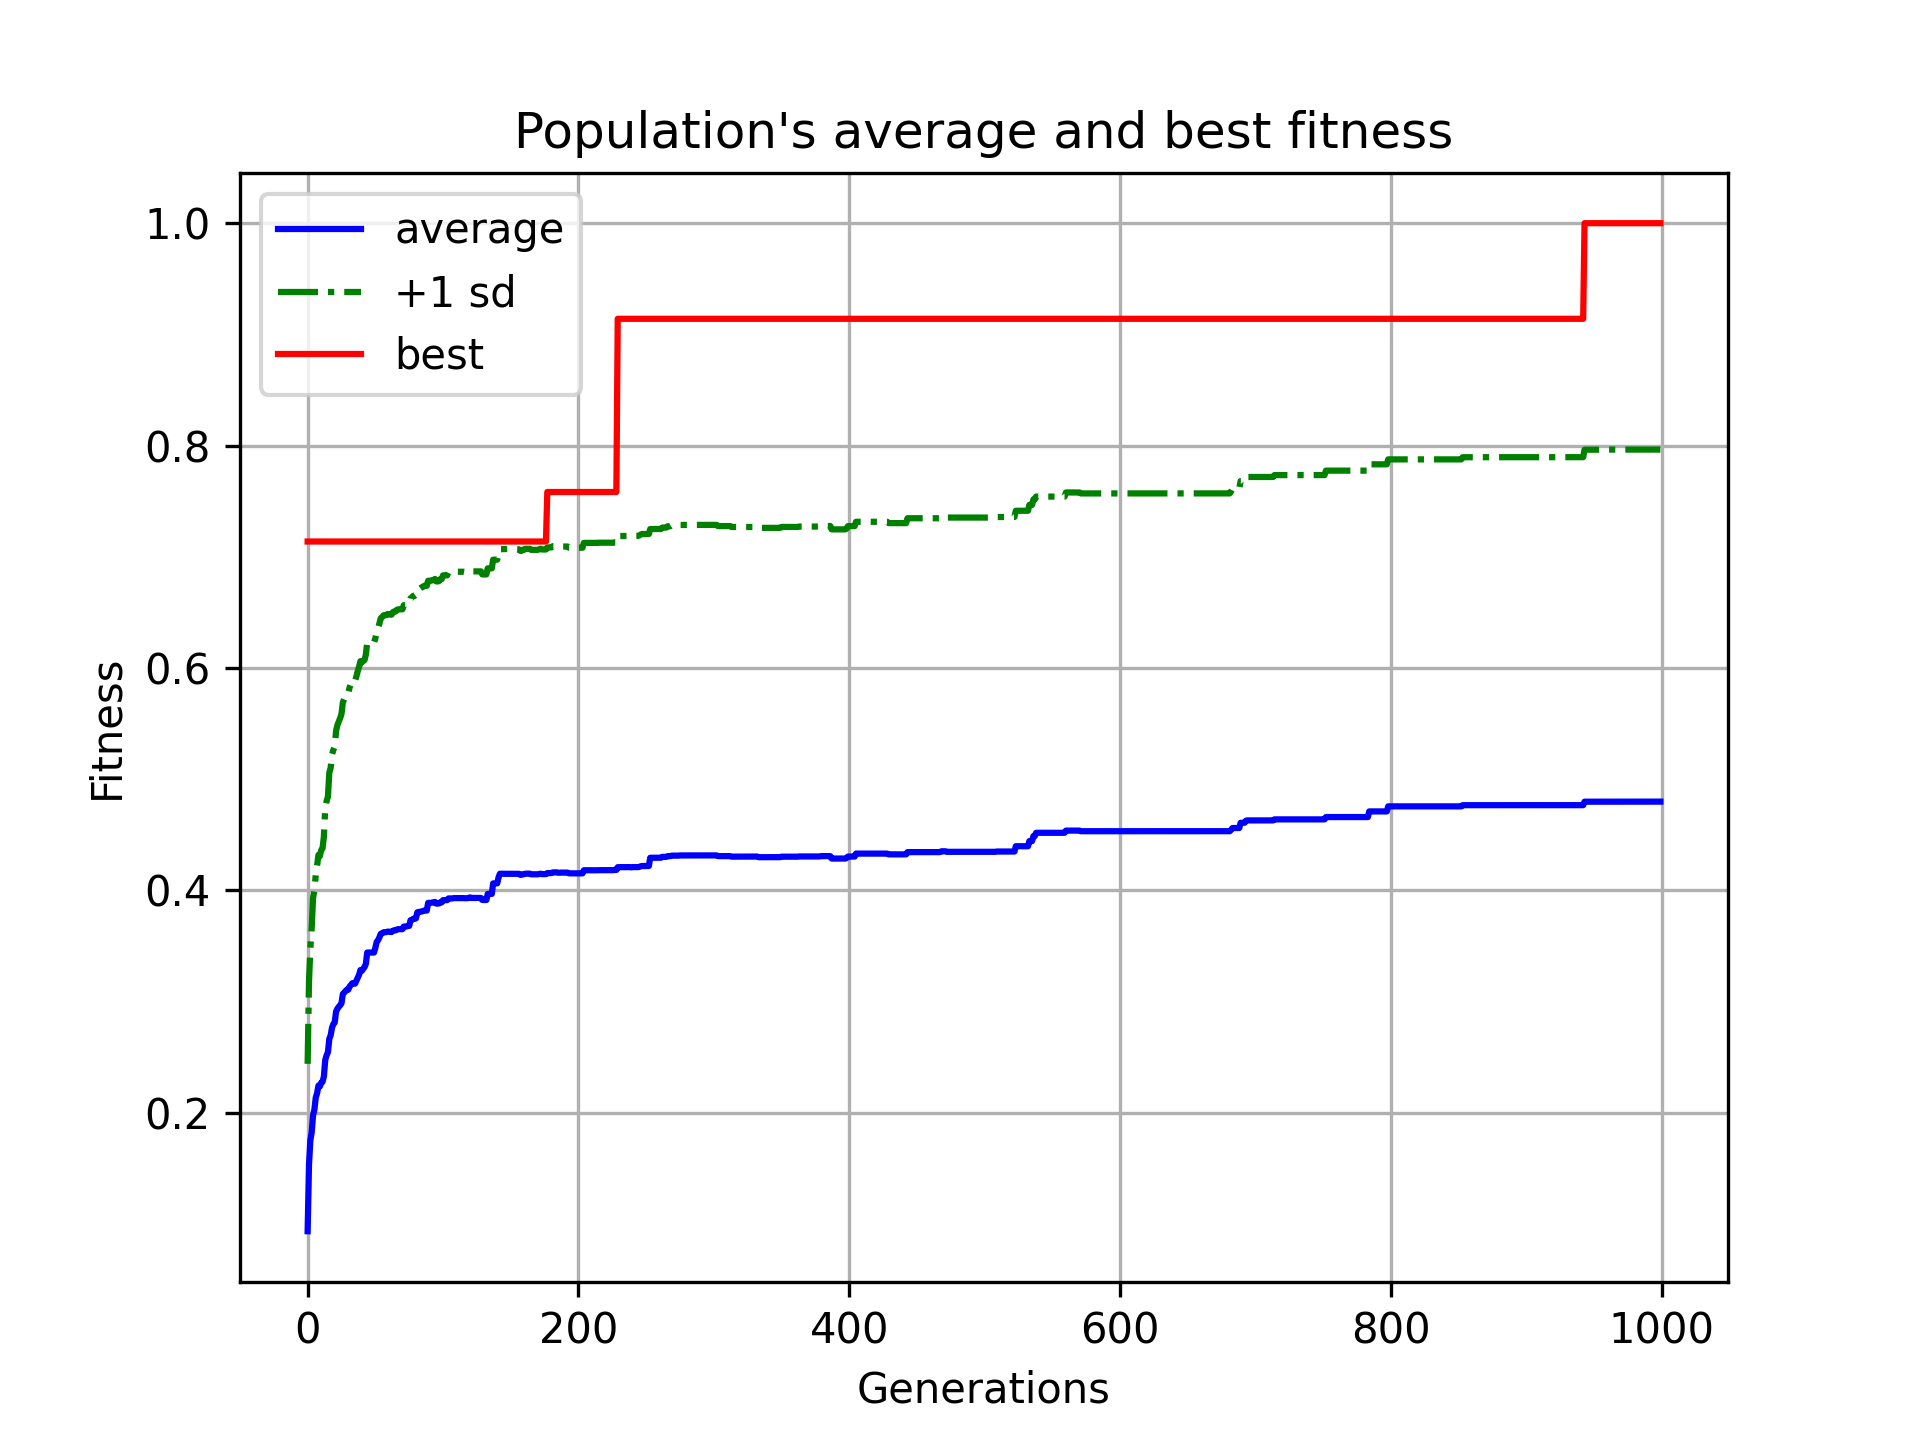 Population's average and best fitness
average
+1 sd
best
1.0
0.8
0.6
0.4
0.2
Fitness
0 200 400 600 800 1000
Generations